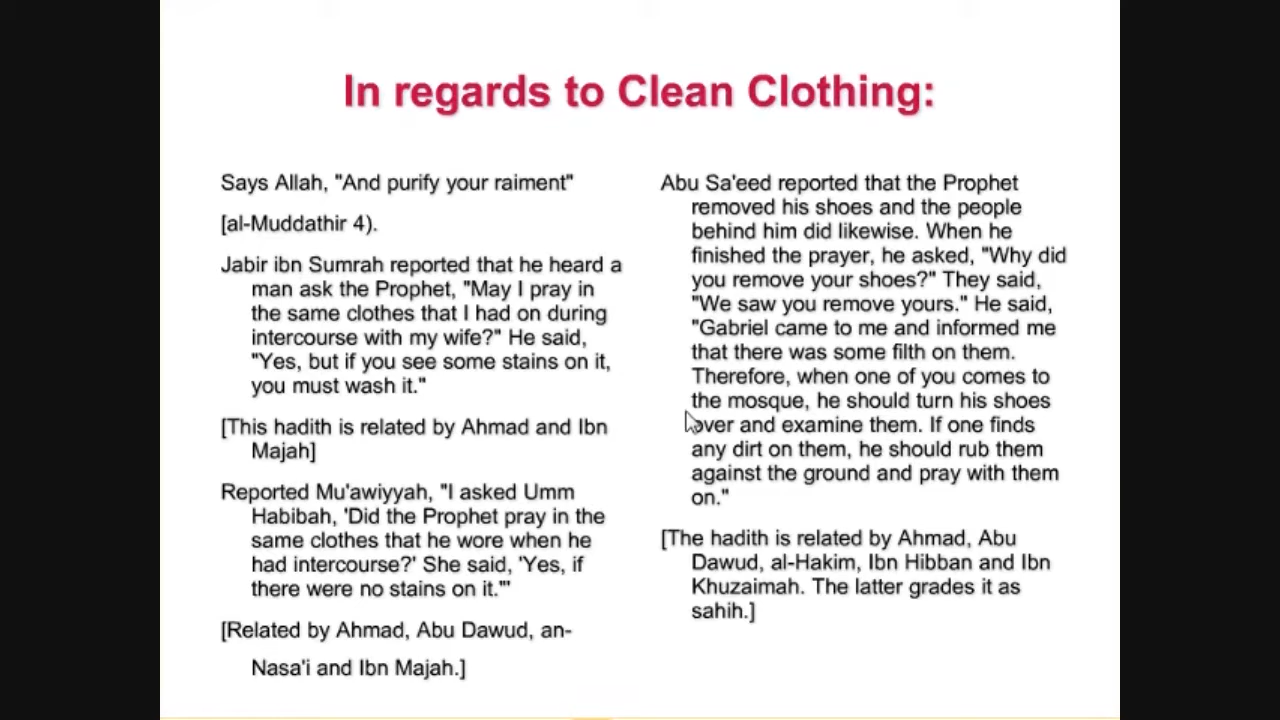 In regards to Clean Clothing:
Says Allah, "And purify your raiment"
[al-Muddathir 4).
Jabir ibn Sumrah reported that he heard a
man ask the Prophet, "May I pray in
the same clothes that I had on during
intercourse with my wife?" He said,
"Yes, but if you see some stains on it,
you must wash it."
[This hadith is related by Ahmad and Ibn
Majah]
Reported Mu'awiyyah, "I asked Umm
Habibah, 'Did the Prophet pray in the
same clothes that he wore when he
had intercourse?' She said, 'Yes, if
there were no stains on it.'"
[Related by Ahmad, Abu Dawud, an-
Nasa'i and Ibn Majah.]
Abu Sa'eed reported that the Prophet
removed his shoes and the people
behind him did likewise. When he
finished the prayer, he asked, "Why did
you remove your shoes?" They said,
"We saw you remove yours." He said,
"Gabriel came to me and informed me
that there was some filth on them.
Therefore, when one of you comes to
the mosque, he should turn his shoes
over and examine them. If one finds
any dirt on them, he should rub them
against the ground and pray with them
on."
[The hadith is related by Ahmad, Abu
Dawud, al-Hakim, Ibn Hibban and Ibn
Khuzaimah. The latter grades it as
sahih.]